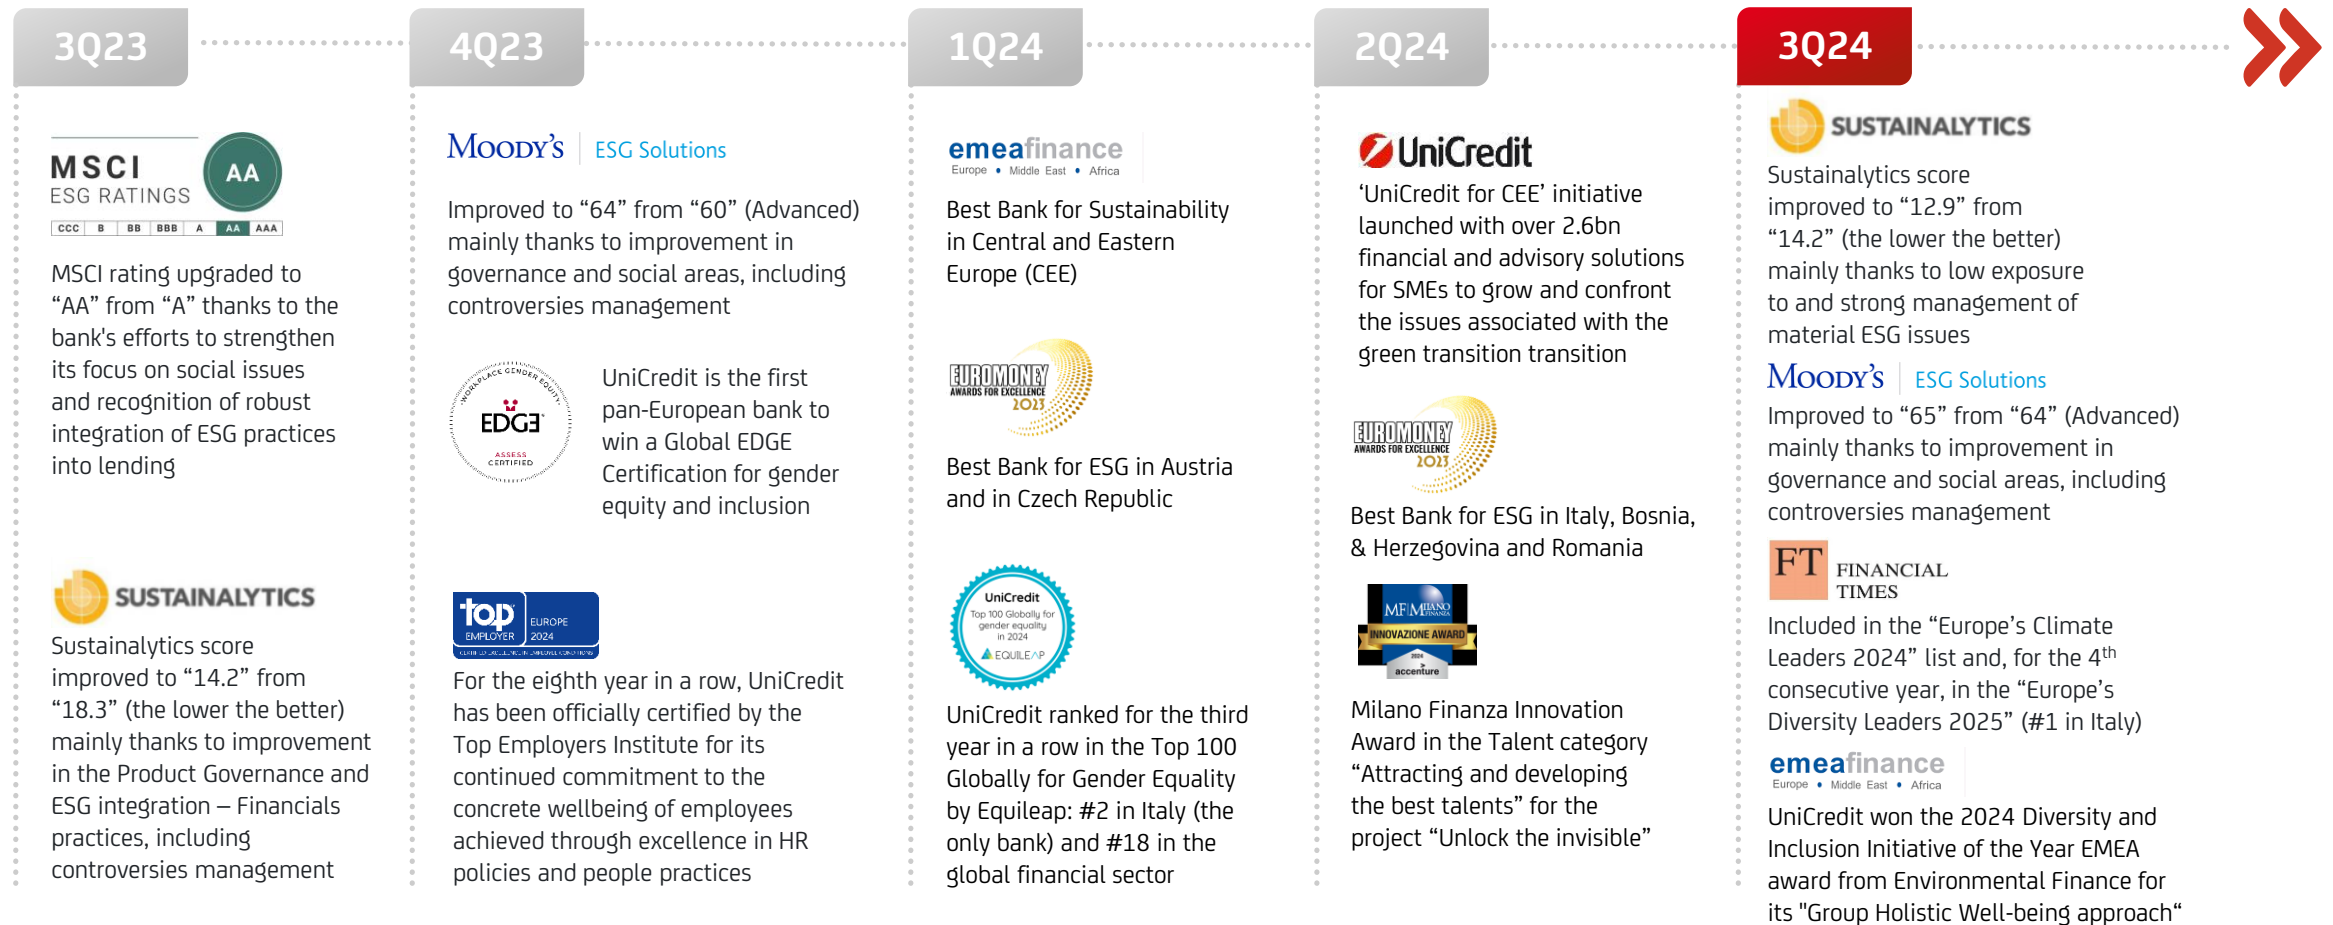 3Q23
MSCI
ESG RATINGS
AA
CCC B BB BBB A AA AAA
MSCI rating upgraded to
“AA” from “A” thanks to the
bank's efforts to strengthen
its focus on social issues
and recognition of robust
integration of ESG practices
into lending
SUSTAINALYTICS
Sustainalytics score
improved to “14.2” from
“18.3” (the lower the better)
mainly thanks to improvement
in the Product Governance and
ESG integration – Financials
practices, including
controversies management
4Q23
MOODY’S ESG Solutions
Improved to “64” from “60” (Advanced)
mainly thanks to improvement in
governance and social areas, including
controversies management
WORKPLACE GENDER EQUITY
EDGE
ASSESS
CERTIFIED
UniCredit is the first
pan-European bank to
win a Global EDGE
Certification for gender
equity and inclusion
top
EMPLOYER
EUROPE
2024
CERTIFIED EXCELLENCE IN EMPLOYEE CONDITIONS
For the eighth year in a row, UniCredit
has been officially certified by the
Top Employers Institute for its
continued commitment to the
concrete wellbeing of employees
achieved through excellence in HR
policies and people practices
1Q24
emeafinance
Europe • Middle East • Africa
Best Bank for Sustainability
in Central and Eastern
Europe (CEE)
EUROMONEY
AWARDS FOR EXCELLENCE
2023
Best Bank for ESG in Austria
and in Czech Republic
UniCredit
Top 100 Globally for
gender equality
in 2024
EQUILEAP
UniCredit ranked for the third
year in a row in the Top 100
Globally for Gender Equality
by Equileap: #2 in Italy (the
only bank) and #18 in the
global financial sector
2Q24
UniCredit
‘UniCredit for CEE’ initiative
launched with over 2.6bn
financial and advisory solutions
for SMEs to grow and confront
the issues associated with the
green transition transition
EUROMONEY
AWARDS FOR EXCELLENCE
2023
Best Bank for ESG in Italy, Bosnia,
& Herzegovina and Romania
MF MILANO FINANZA
INNOVAZIONE AWARD
2024
>
accenture
Milano Finanza Innovation
Award in the Talent category
“Attracting and developing
the best talents” for the
project “Unlock the invisible”
3Q24
SUSTAINALYTICS
Sustainalytics score
improved to “12.9” from
“14.2” (the lower the better)
mainly thanks to low exposure
to and strong management of
material ESG issues
MOODY’S ESG Solutions
Improved to “65” from “64” (Advanced)
mainly thanks to improvement in
governance and social areas, including
controversies management
FT FINANCIAL
TIMES
Included in the “Europe’s Climate
Leaders 2024” list and, for the 4th
consecutive year, in the “Europe’s
Diversity Leaders 2025” (#1 in Italy)
emeafinance
Europe • Middle East • Africa
UniCredit won the 2024 Diversity and
Inclusion Initiative of the Year EMEA
award from Environmental Finance for
its "Group Holistic Well-being approach“